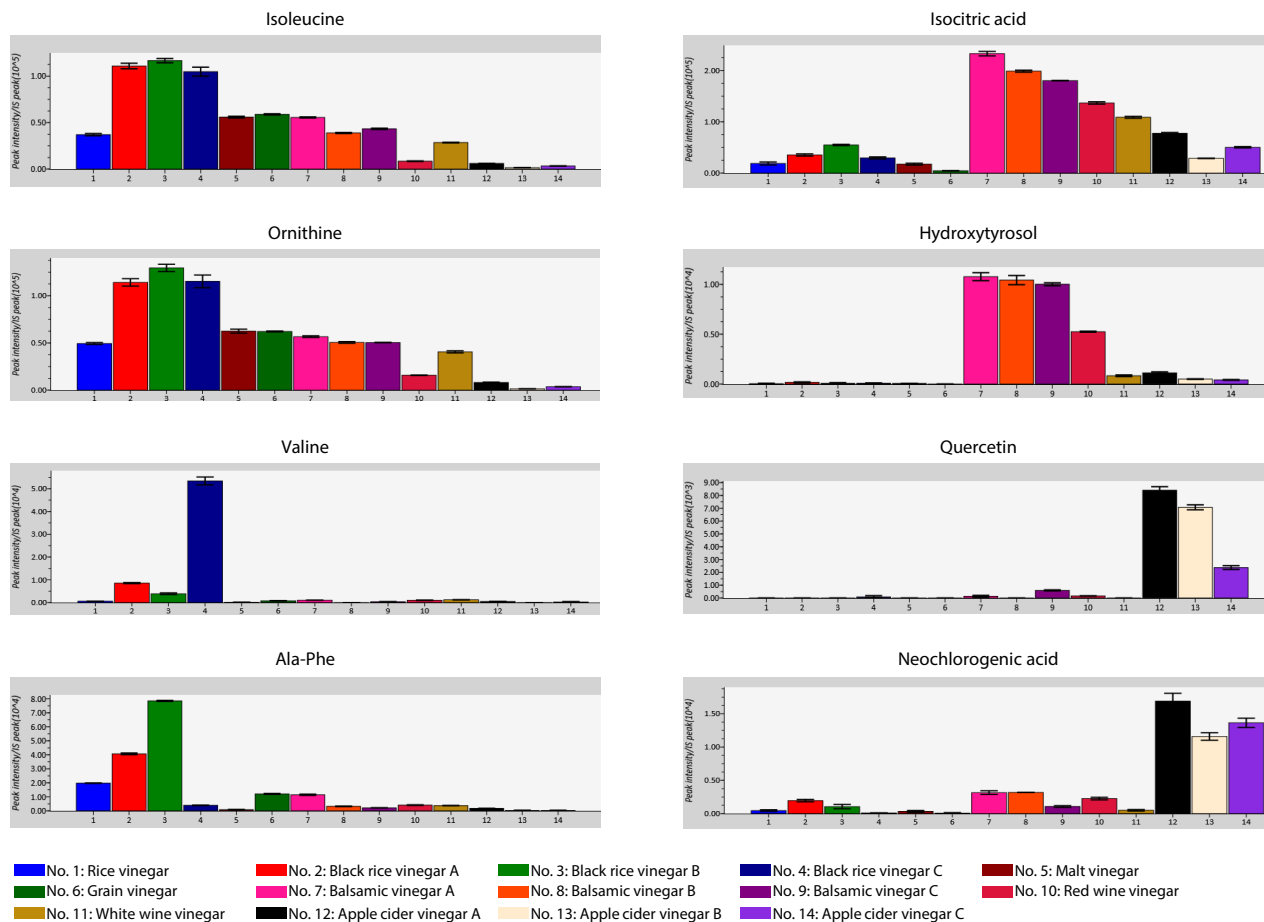 Isoleucine
Peak intensity/IS peak(10^5)
1.00
0.50
0.00
1 2 3 4 5 6 7 8 9 10 11 12 13 14
Isocitric acid
Peak intensity/IS peak(10^5)
2.00
1.00
0.00
1 2 3 4 5 6 7 8 9 10 11 12 13 14
Ornithine
Peak intensity/IS peak(10^5)
1.00
0.50
0.00
1 2 3 4 5 6 7 8 9 10 11 12 13 14
Hydroxytyrosol
Peak intensity/IS peak(10^4)
1.00
0.50
0.00
1 2 3 4 5 6 7 8 9 10 11 12 13 14
Valine
Peak intensity/IS peak(10^4)
5.00
4.00
3.00
2.00
1.00
0.00
1 2 3 4 5 6 7 8 9 10 11 12 13 14
Quercetin
Peak intensity/IS peak(10^3)
9.00
8.00
7.00
6.00
5.00
4.00
3.00
2.00
1.00
0.00
1 2 3 4 5 6 7 8 9 10 11 12 13 14
Ala-Phe
Peak intensity/IS peak(10^4)
8.00
7.00
6.00
5.00
4.00
3.00
2.00
1.00
0.00
1 2 3 4 5 6 7 8 9 10 11 12 13 14
Neochlorogenic acid
Peak intensity/IS peak(10^4)
1.50
1.00
0.50
0.00
1 2 3 4 5 6 7 8 9 10 11 12 13 14
No. 1: Rice vinegar No. 2: Black rice vinegar A No. 3: Black rice vinegar B No. 4: Black rice vinegar C No. 5: Malt vinegar
No. 6: Grain vinegar No. 7: Balsamic vinegar A No. 8: Balsamic vinegar B No. 9: Balsamic vinegar C No. 10: Red wine vinegar
No. 11: White wine vinegar No. 12: Apple cider vinegar A No. 13: Apple cider vinegar B No. 14: Apple cider vinegar C